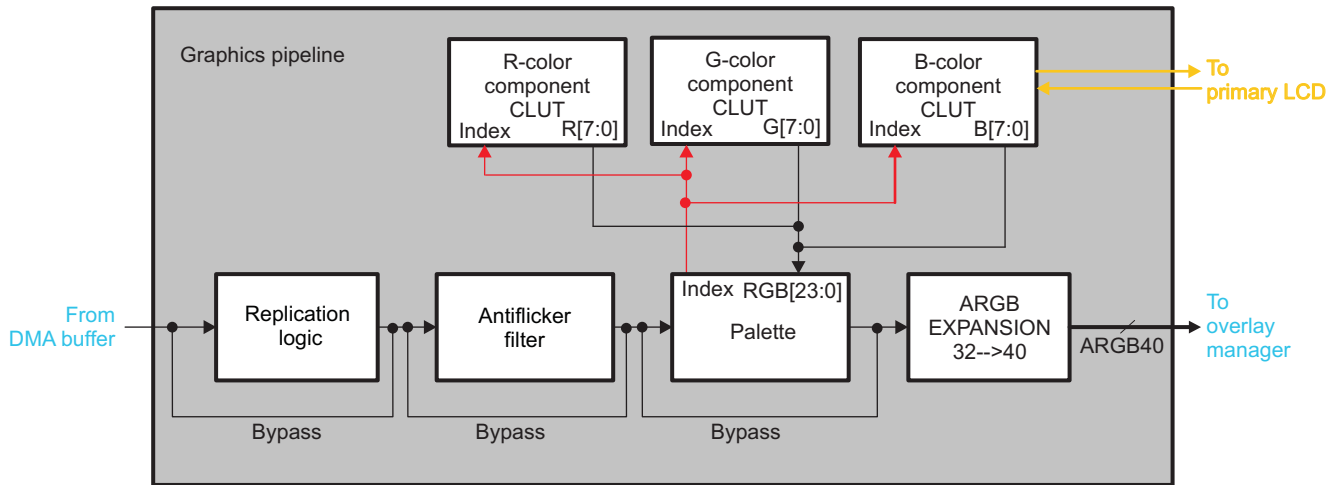 Graphics pipeline
R-color
component
CLUT
Index R[7:0]
G-color
component
CLUT
Index G[7:0]
B-color
component
CLUT
Index B[7:0]
To
primary LCD
From
DMA buffer
Replication
logic
Antiflicker
filter
Index RGB[23:0]
Palette
ARGB
EXPANSION
32-->40
ARGB40
To
overlay
manager
Bypass
Bypass
Bypass